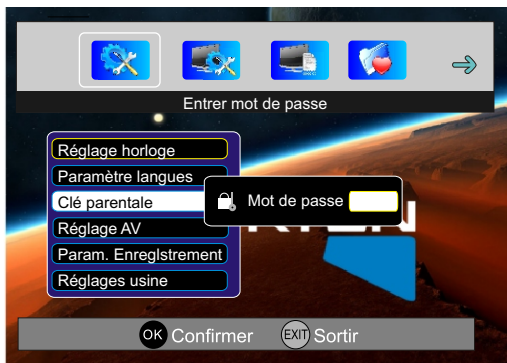 Entrer mot de passe
Réglage horloge
Paramètre langues
Clé parentale
Mot de passe
Réglage AV
Param. EnregIstrement
Réglages usine
OK Confirmer EXIT Sortir